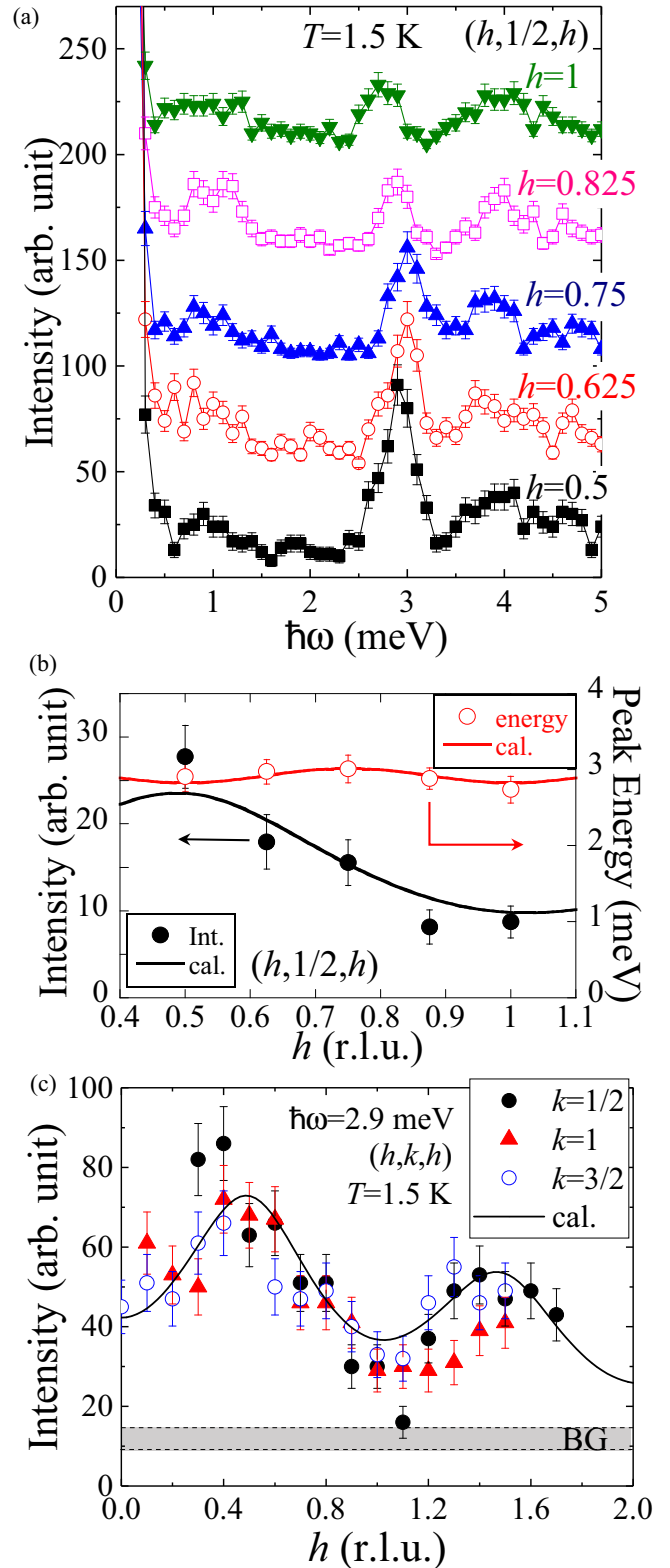 (a)
T=1.5 K (h,1/2,h)
250
200
150
100
50
0
h=1
h=0.825
h=0.75
h=0.625
h=0.5
Intensity (arb. unit)
0 1 2 3 4 5
ħω (meV)
(b)
30
20
10
0
Intensity (arb. unit)
energy
cal.
4
3
2
1
0
Peak Energy (meV)
Int.
cal.
(h,1/2,h)
0.4 0.5 0.6 0.7 0.8 0.9 1 1.1
h (r.l.u.)
(c)
100
80
60
40
20
0
Intensity (arb. unit)
ħω=2.9 meV
(h,k,h)
T=1.5 K
k=1/2
k=1
k=3/2
cal.
BG
0.0 0.4 0.8 1.2 1.6 2.0
h (r.l.u.)